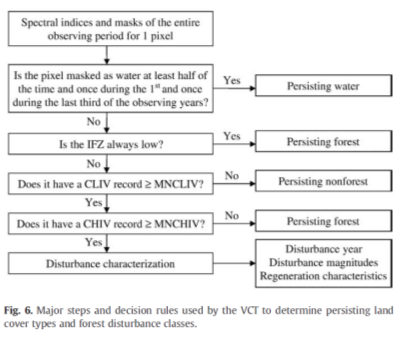 Spectral indices and masks of the entire
observing period for 1 pixel
Is the pixel masked as water at least half of
the time and once during the 1st and once
during the last third of the observing years?
Yes
Persisting water
No
Is the IFZ always low?
Yes
Persisting forest
No
Does it have a CLIV record ≥ MNCLIV?
No
Persisting nonforest
Yes
Does it have a CHIV record ≥ MNCHIV?
No
Persisting forest
Yes
Disturbance characterization
Disturbance year
Disturbance magnitudes
Regeneration characteristics
Fig. 6. Major steps and decision rules used by the VCT to determine persisting land
cover types and forest disturbance classes.